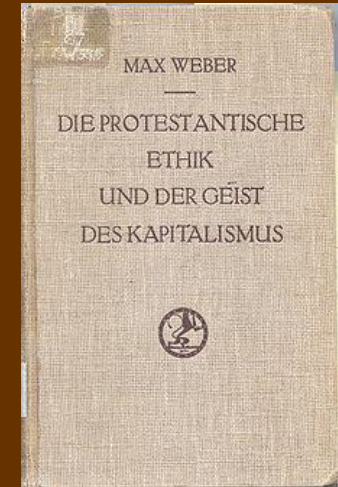 MAX WEBER
DIE PROTESTANTISCHE
ETHIK
UND DER GEIST
DES KAPITALISMUS